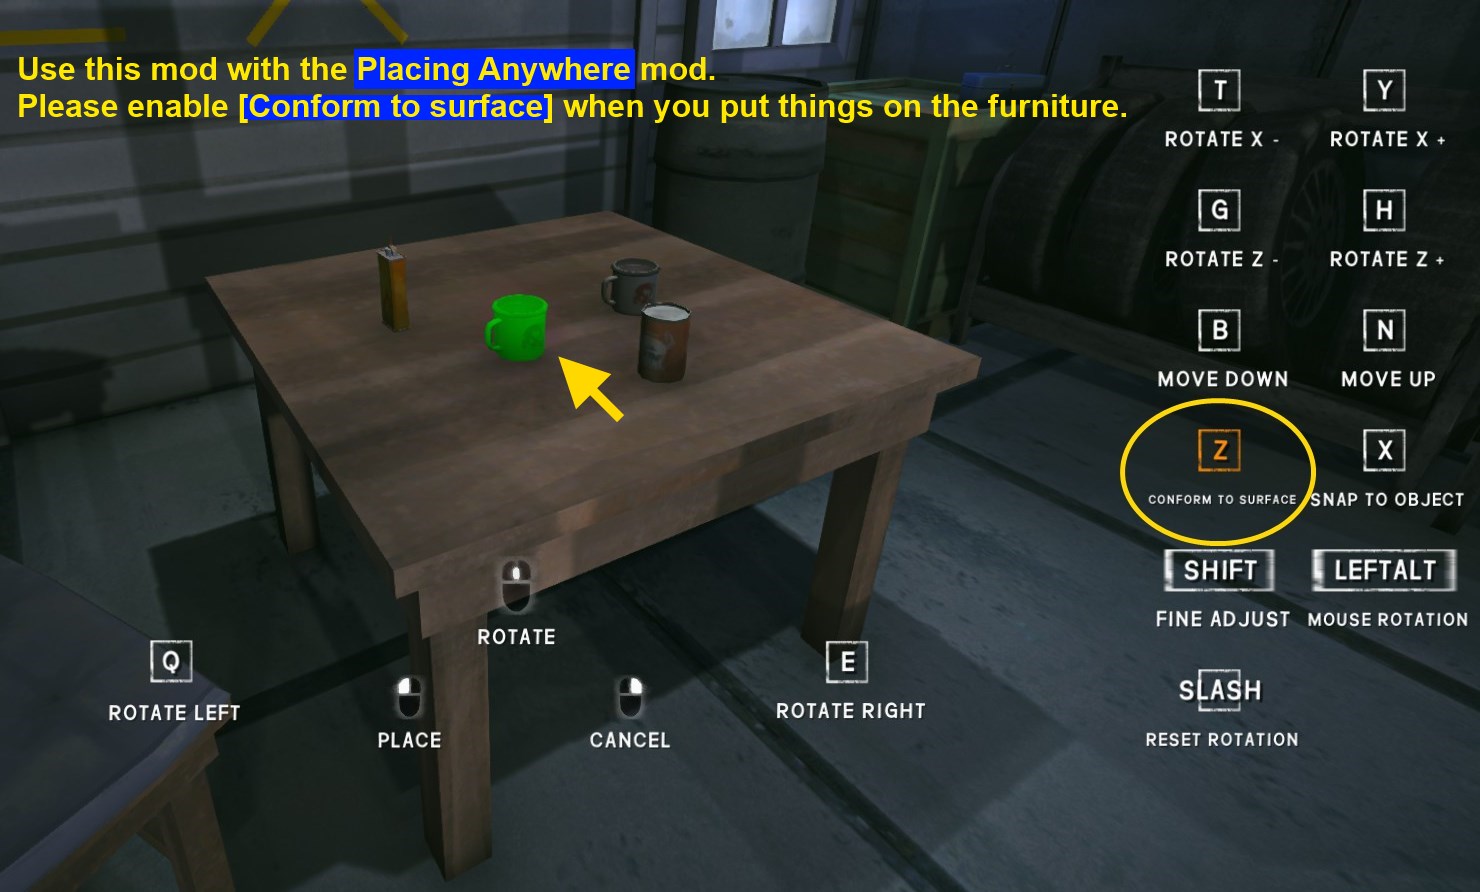 Use this mod with the Placing Anywhere mod.
Please enable [Conform to surface] when you put things on the furniture.
T Y
ROTATE X - ROTATE X +
G H
ROTATE Z - ROTATE Z +
B N
MOVE DOWN MOVE UP
Z X
CONFORM TO SURFACE SNAP TO OBJECT
SHIFT LEFTALT
FINE ADJUST MOUSE ROTATION
SLASH
RESET ROTATION
ROTATE
Q E
ROTATE LEFT ROTATE RIGHT
PLACE CANCEL